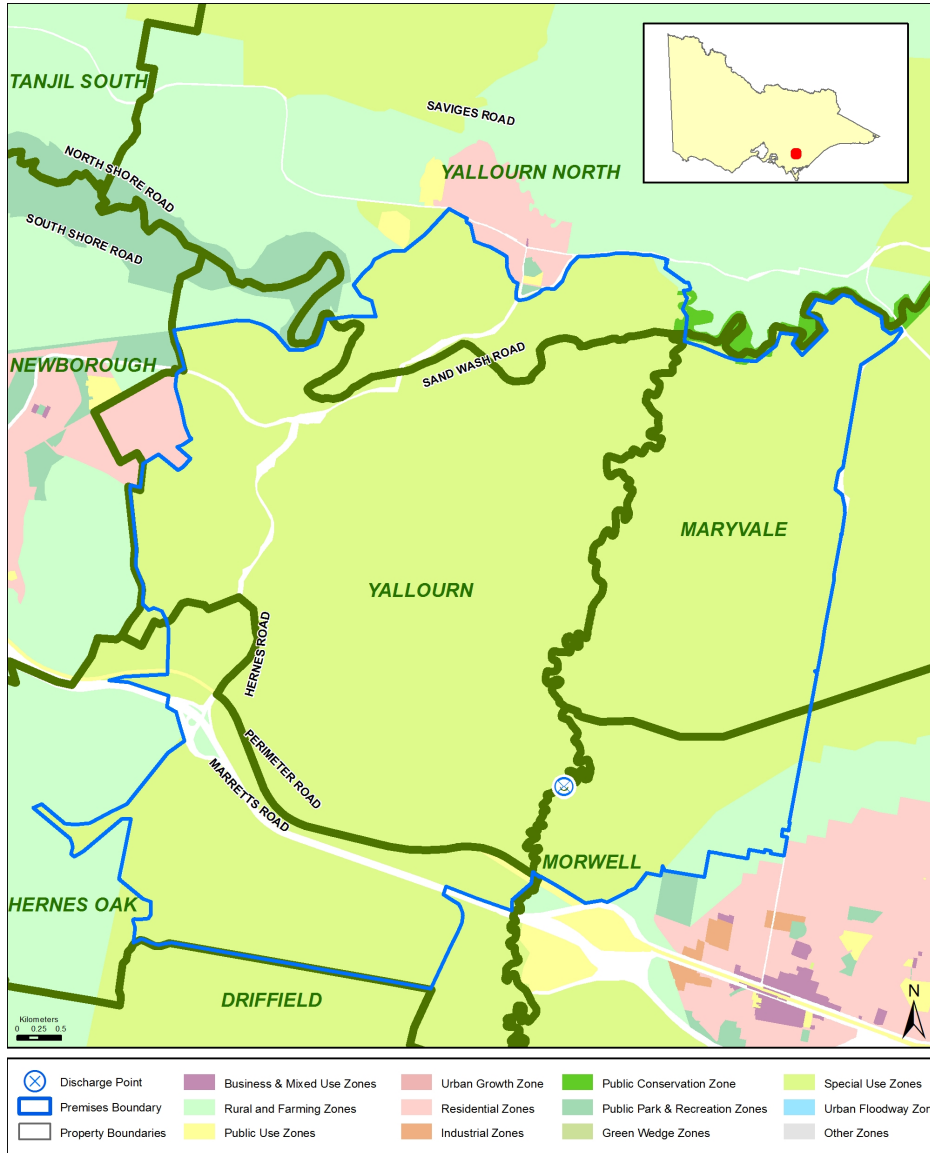 TANJIL SOUTH
SAVIGES ROAD
NORTH SHORE ROAD
YALLOURN NORTH
SOUTH SHORE ROAD
NEWBOROUGH
SAND WASH ROAD
MARYVALE
YALLOURN
HERNES ROAD
PERIMETER ROAD
MARRETTS ROAD
MORWELL
HERNES OAK
DRIFFIELD
N
Kilometers
0 0.25 0.5
Discharge Point
Business & Mixed Use Zones
Urban Growth Zone
Public Conservation Zone
Special Use Zones
Premises Boundary
Rural and Farming Zones
Residential Zones
Public Park & Recreation Zones
Urban Floodway Zon
Property Boundaries
Public Use Zones
Industrial Zones
Green Wedge Zones
Other Zones